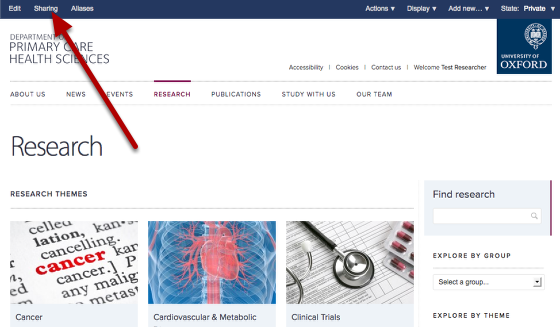 Edit Sharing Aliases Actions ▼ Display ▼ Add new... ▼ State: Private ▼
DEPARTMENT OF
PRIMARY CARE
HEALTH SCIENCES
Accessibility | Cookies | Contact us | Welcome Test Researcher
UNIVERSITY OF
OXFORD
ABOUT US NEWS EVENTS RESEARCH PUBLICATIONS STUDY WITH US OUR TEAM
Research
RESEARCH THEMES
Find research
celled
lation,
cancelling.
cancer
cancer.]
any malig
metast
EXPLORE BY GROUP
Select a group...
Cancer
Cardiovascular & Metabolic
Clinical Trials
EXPLORE BY THEME